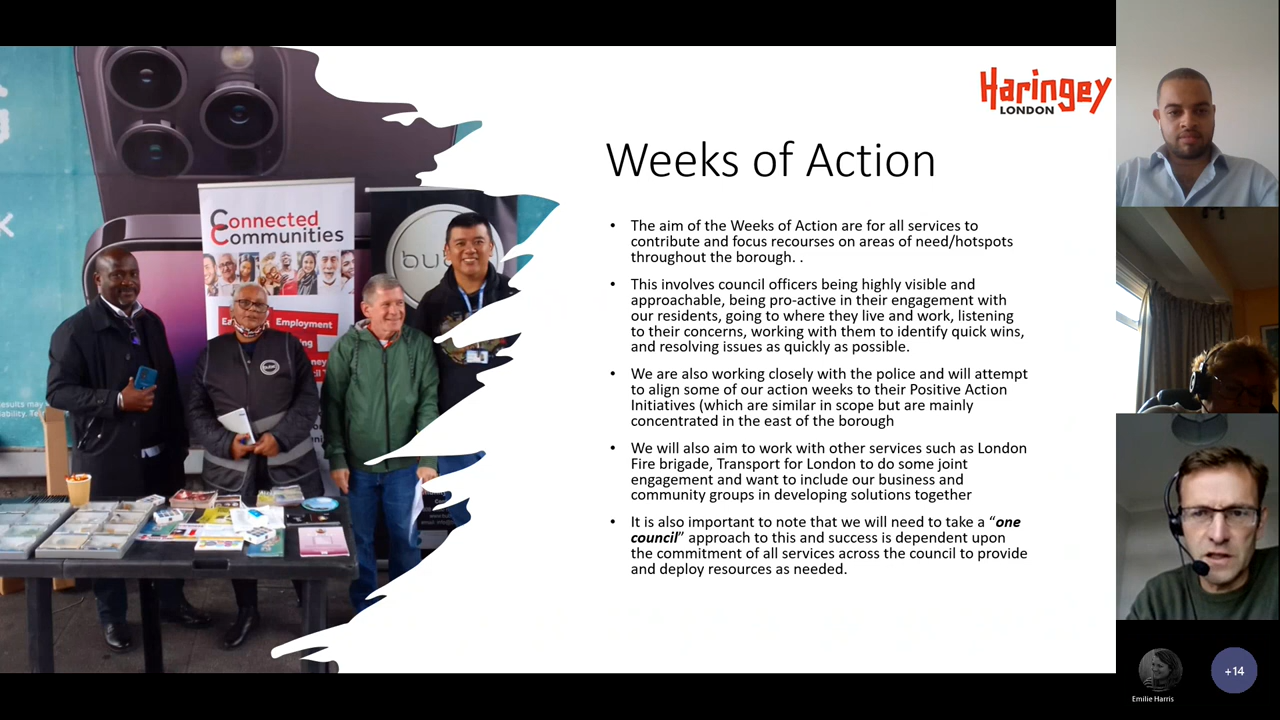 Haringey
LONDON
Weeks of Action
• The aim of the Weeks of Action are for all services to
contribute and focus recourses on areas of need/hotspots
throughout the borough. .
• This involves council officers being highly visible and
approachable, being pro-active in their engagement with
our residents, going to where they live and work, listening
to their concerns, working with them to identify quick wins,
and resolving issues as quickly as possible.
• We are also working closely with the police and will attempt
to align some of our action weeks to their Positive Action
Initiatives (which are similar in scope but are mainly
concentrated in the east of the borough
• We will also aim to work with other services such as London
Fire brigade, Transport for London to do some joint
engagement and want to include our business and
community groups in developing solutions together
• It is also important to note that we will need to take a “one
council” approach to this and success is dependent upon
the commitment of all services across the council to provide
and deploy resources as needed.
Connected
Communities
Employment
Emilie Harris
+14